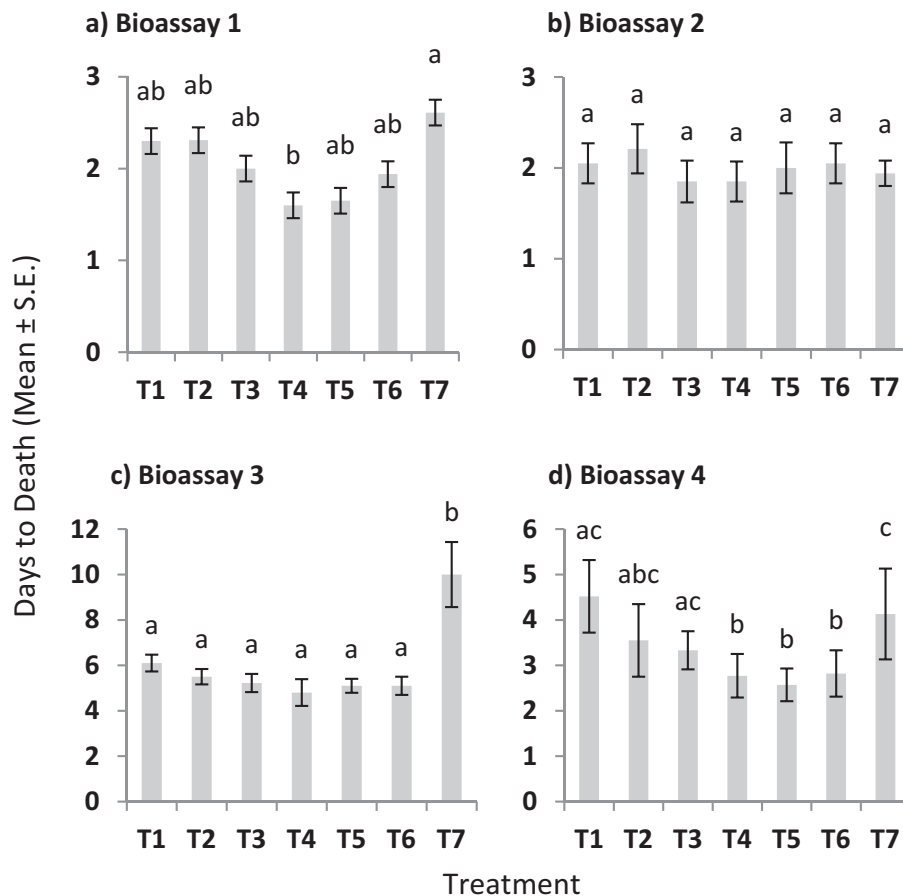 a) Bioassay 1
3
2
1
0
ab
ab
ab
b
ab
ab
a
T1 T2 T3 T4 T5 T6 T7
b) Bioassay 2
3
2
1
0
a
a
a
a
a
a
a
T1 T2 T3 T4 T5 T6 T7
Days to Death (Mean ± S.E.)
c) Bioassay 3
12
10
8
6
4
2
0
a
a
a
a
a
a
b
T1 T2 T3 T4 T5 T6 T7
d) Bioassay 4
6
5
4
3
2
1
0
ac
abc
ac
b
b
b
c
T1 T2 T3 T4 T5 T6 T7
Treatment